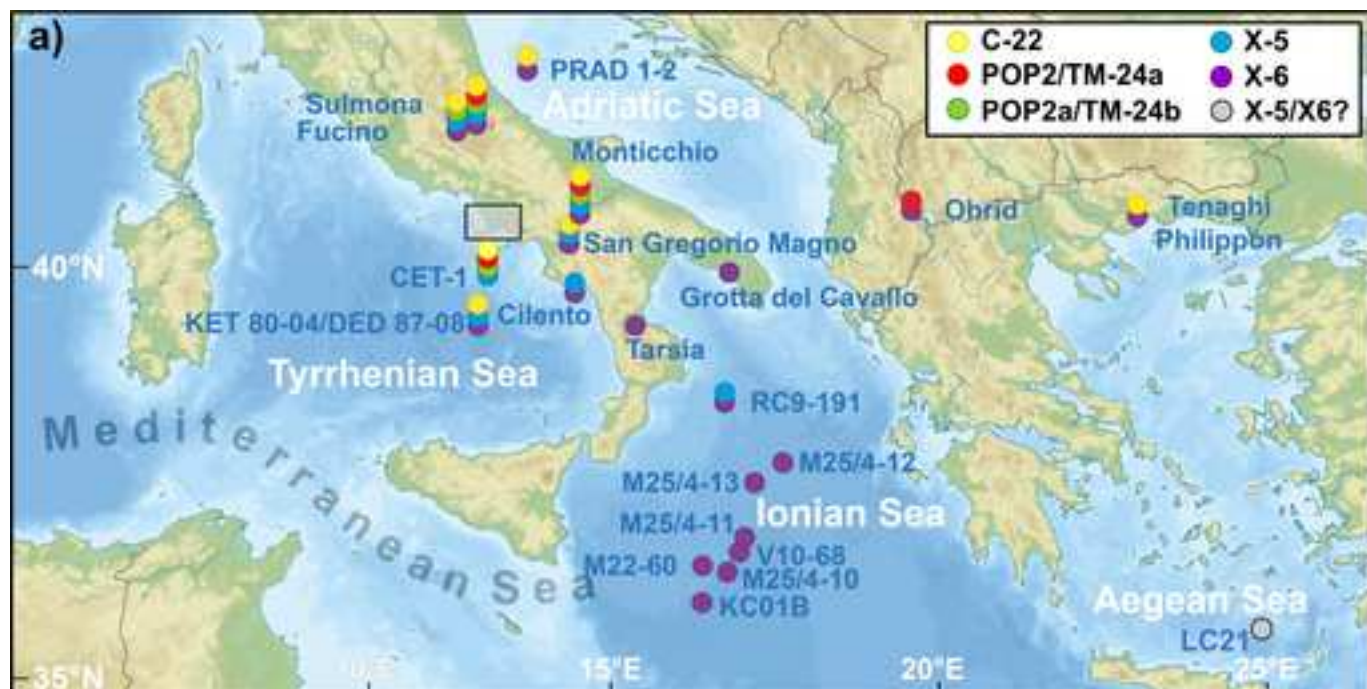 a)
C-22
X-5
POP2/TM-24a
X-6
POP2a/TM-24b
X-5/X6?
PRAD 1-2
Adriatic Sea
Sulmona
Fucino
Monticchio
Obrid
Tenaghi
Philippon
San Gregorio Magno
40°N
CET-1
Grotta del Cavallo
KET 80-04/DED 87-08
Cilento
Tarsia
Tyrrhenian Sea
RC9-191
Mediterranean Sea
M25/4-12
M25/4-13
Ionian Sea
M25/4-11
V10-68
M22-60
M25/4-10
KC01B
Aegean Sea
LC21
35°N
15°E
20°E
25°E